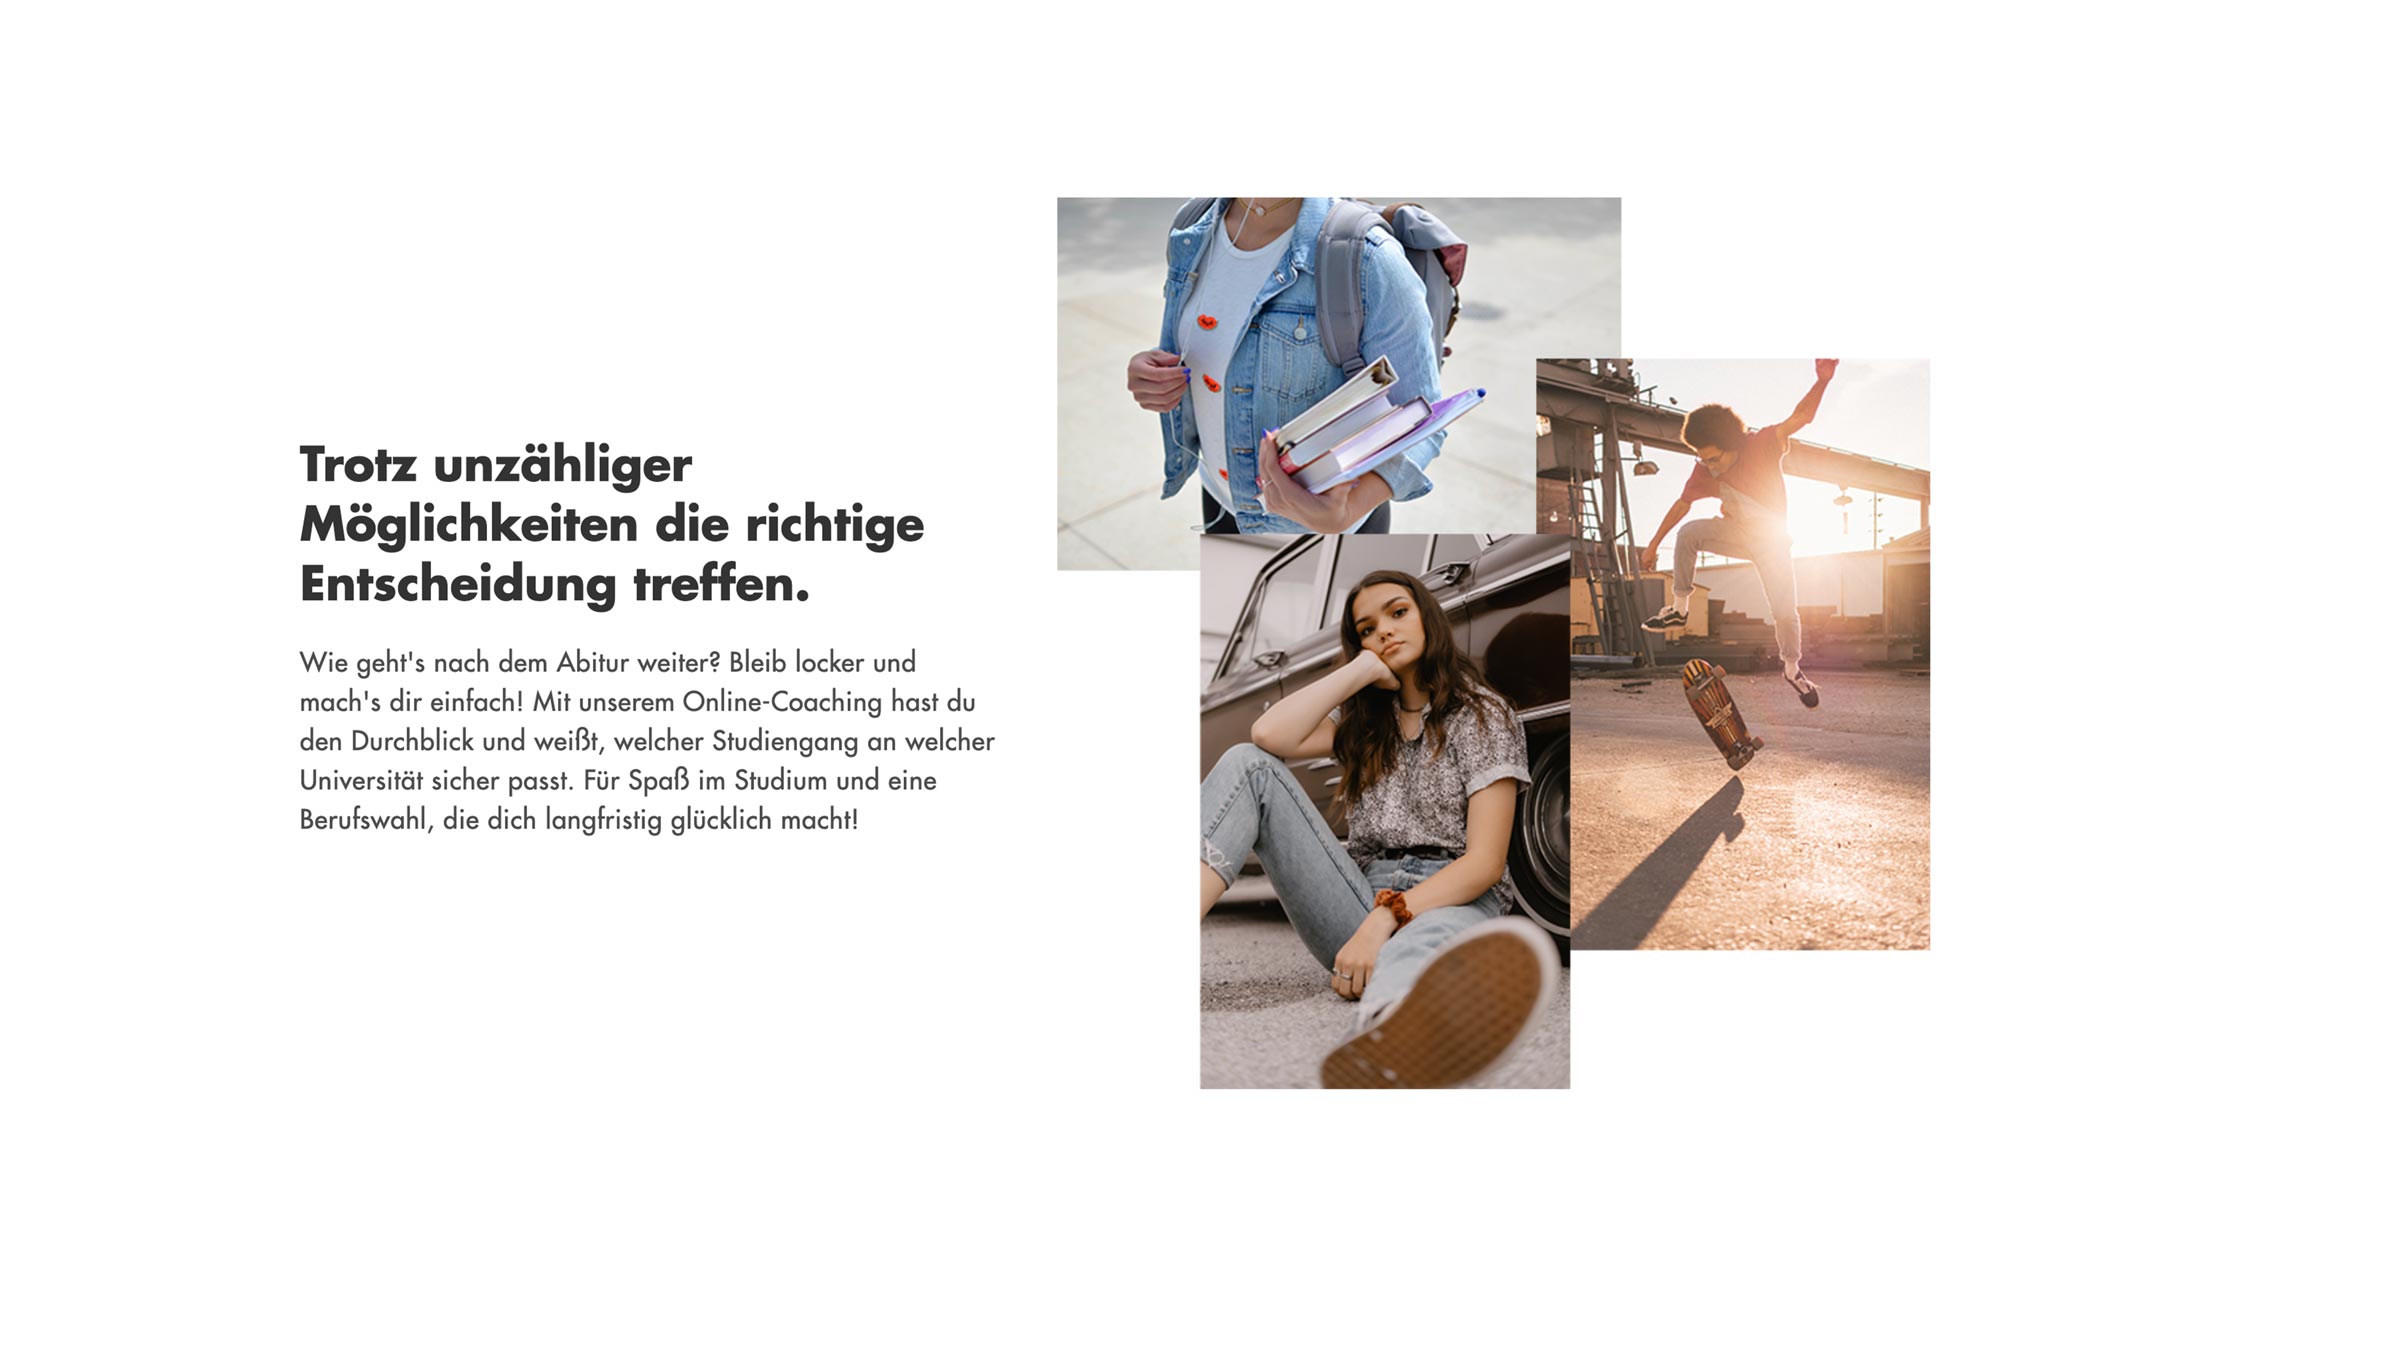 Trotz unzähliger
Möglichkeiten die richtige
Entscheidung treffen.
Wie geht's nach dem Abitur weiter? Bleib locker und
mach's dir einfach! Mit unserem Online-Coaching hast du
den Durchblick und weißt, welcher Studiengang an welcher
Universität sicher passt. Für Spaß im Studium und eine
Berufswahl, die dich langfristig glücklich macht!